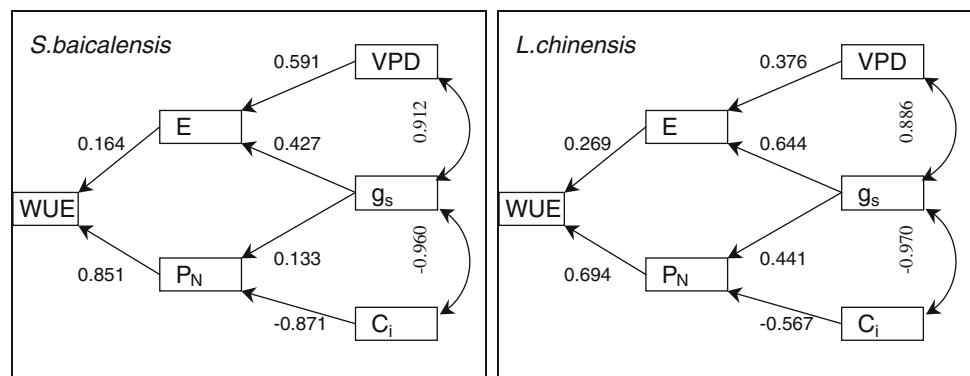 S.baicalensis
VPD
0.591
0.912
E
0.164
0.427
WUE
gs
-0.960
0.851
PN
0.133
-0.871
Ci
L.chinensis
VPD
0.376
0.886
E
0.269
0.644
WUE
gs
-0.970
0.694
PN
0.441
-0.567
Ci